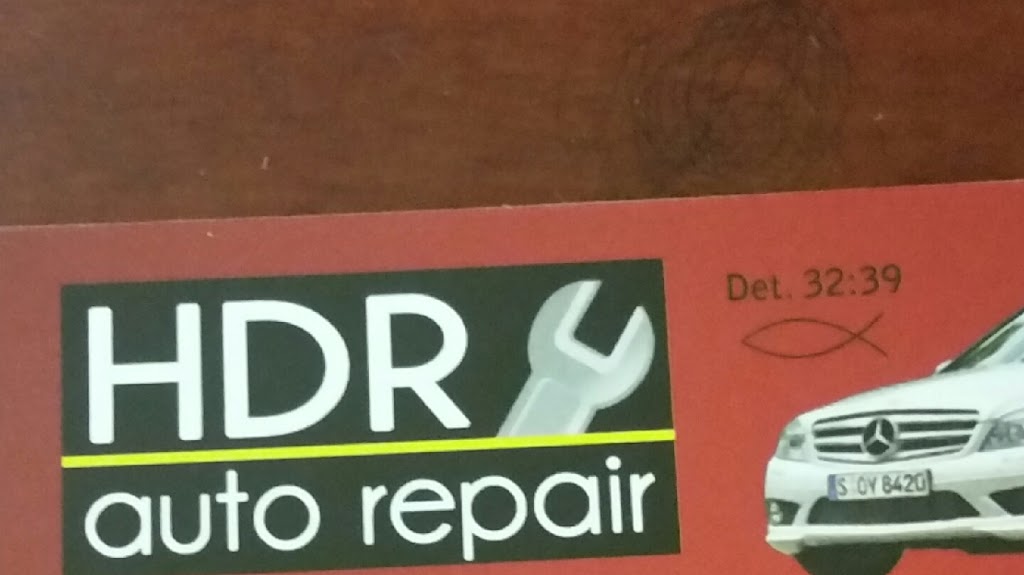 HDR
auto repair
Det. 32:39
S OY 8420